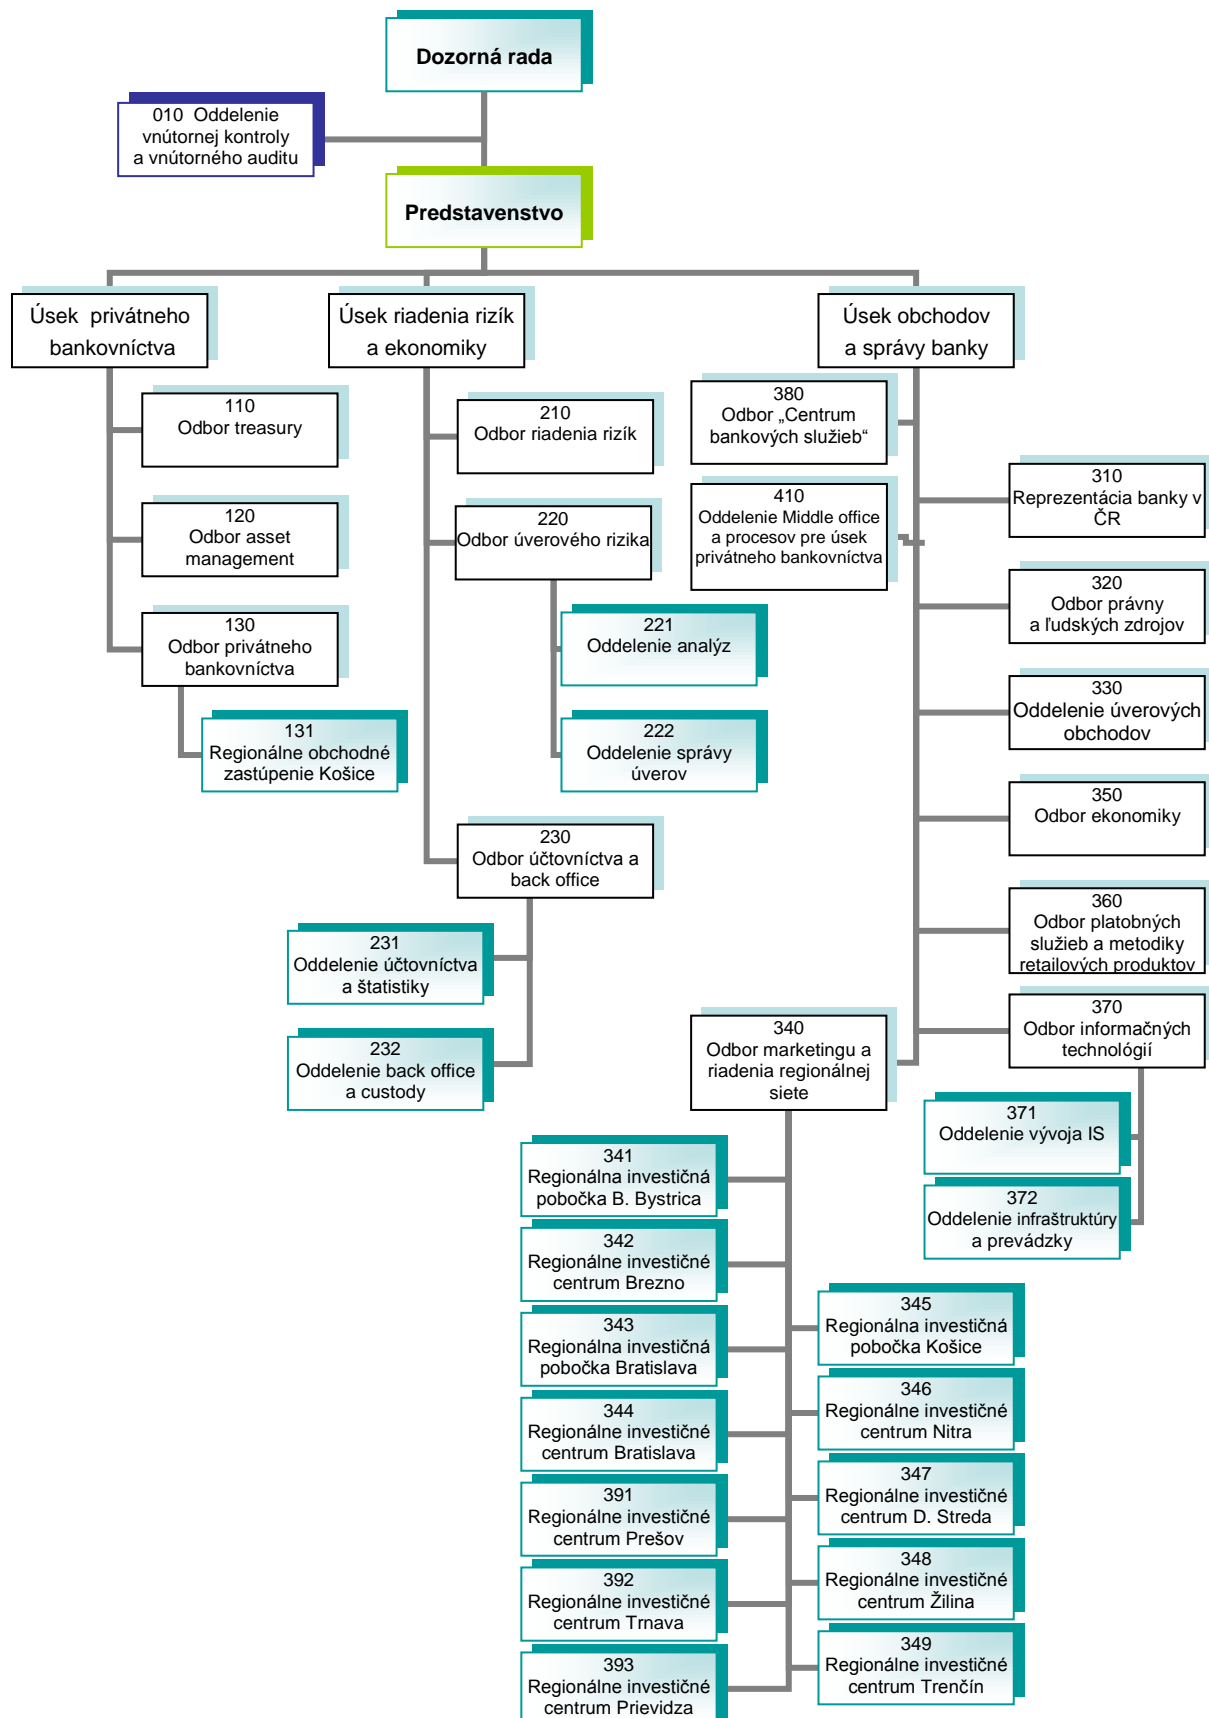 Dozorná rada
010 Oddelenie
vnútornej kontroly
a vnútorného auditu
Predstavenstvo
Úsek privátneho
bankovníctva
Úsek riadenia rizík
a ekonomiky
Úsek obchodov
a správy banky
110
Odbor treasury
120
Odbor asset
management
130
Odbor privátneho
bankovníctva
131
Regionálne obchodné
zastúpenie Košice
210
Odbor riadenia rizík
220
Odbor úverového rizika
221
Oddelenie analýz
222
Oddelenie správy
úverov
230
Odbor účtovníctva a
back office
231
Oddelenie účtovníctva
a štatistiky
232
Oddelenie back office
a custody
380
Odbor „Centrum
bankových služieb“
410
Oddelenie Middle office
a procesov pre úsek
privátneho bankovníctva
310
Reprezentácia banky v
ČR
320
Odbor právny
a ľudských zdrojov
330
Oddelenie úverových
obchodov
350
Odbor ekonomiky
360
Odbor platobných
služieb a metodiky
retailových produktov
370
Odbor informačných
technológií
371
Oddelenie vývoja IS
372
Oddelenie infraštruktúry
a prevádzky
340
Odbor marketingu a
riadenia regionálnej
siete
341
Regionálna investičná
pobočka B. Bystrica
342
Regionálne investičné
centrum Brezno
343
Regionálna investičná
pobočka Bratislava
344
Regionálne investičné
centrum Bratislava
391
Regionálne investičné
centrum Prešov
392
Regionálne investičné
centrum Trnava
393
Regionálne investičné
centrum Prievidza
345
Regionálna investičná
pobočka Košice
346
Regionálne investičné
centrum Nitra
347
Regionálne investičné
centrum D. Streda
348
Regionálne investičné
centrum Žilina
349
Regionálne investičné
centrum Trenčín